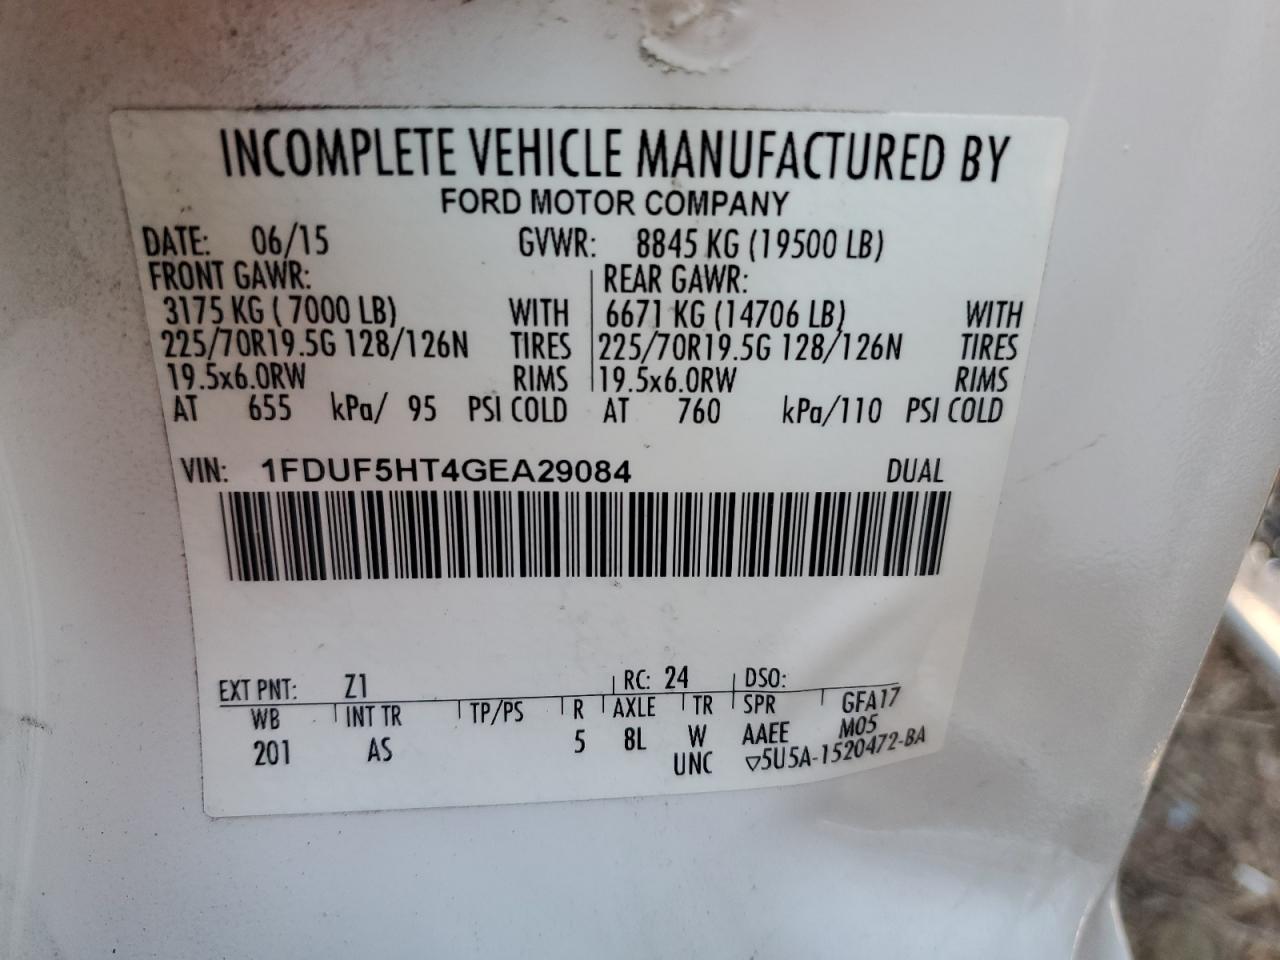 INCOMPLETE VEHICLE MANUFACTURED BY
FORD MOTOR COMPANY
DATE: 06/15 GVWR: 8845 KG (19500 LB)
FRONT GAWR: REAR GAWR:
3175 KG ( 7000 LB) WITH 6671 KG (14706 LB) WITH
225/70R19.5G 128/126N TIRES 225/70R19.5G 128/126N TIRES
19.5x6.0RW RIMS 19.5x6.0RW RIMS
AT 655 kPa/ 95 PSI COLD AT 760 kPa/110 PSI COLD
VIN: 1FDUF5HT4GEA29084 DUAL
EXT PNT: Z1 RC: 24 DSO:
WB INT TR TP/PS R AXLE TR SPR GFA17
201 AS 5 8L W AAEE M05
UNC ▽5U5A-1520472-BA